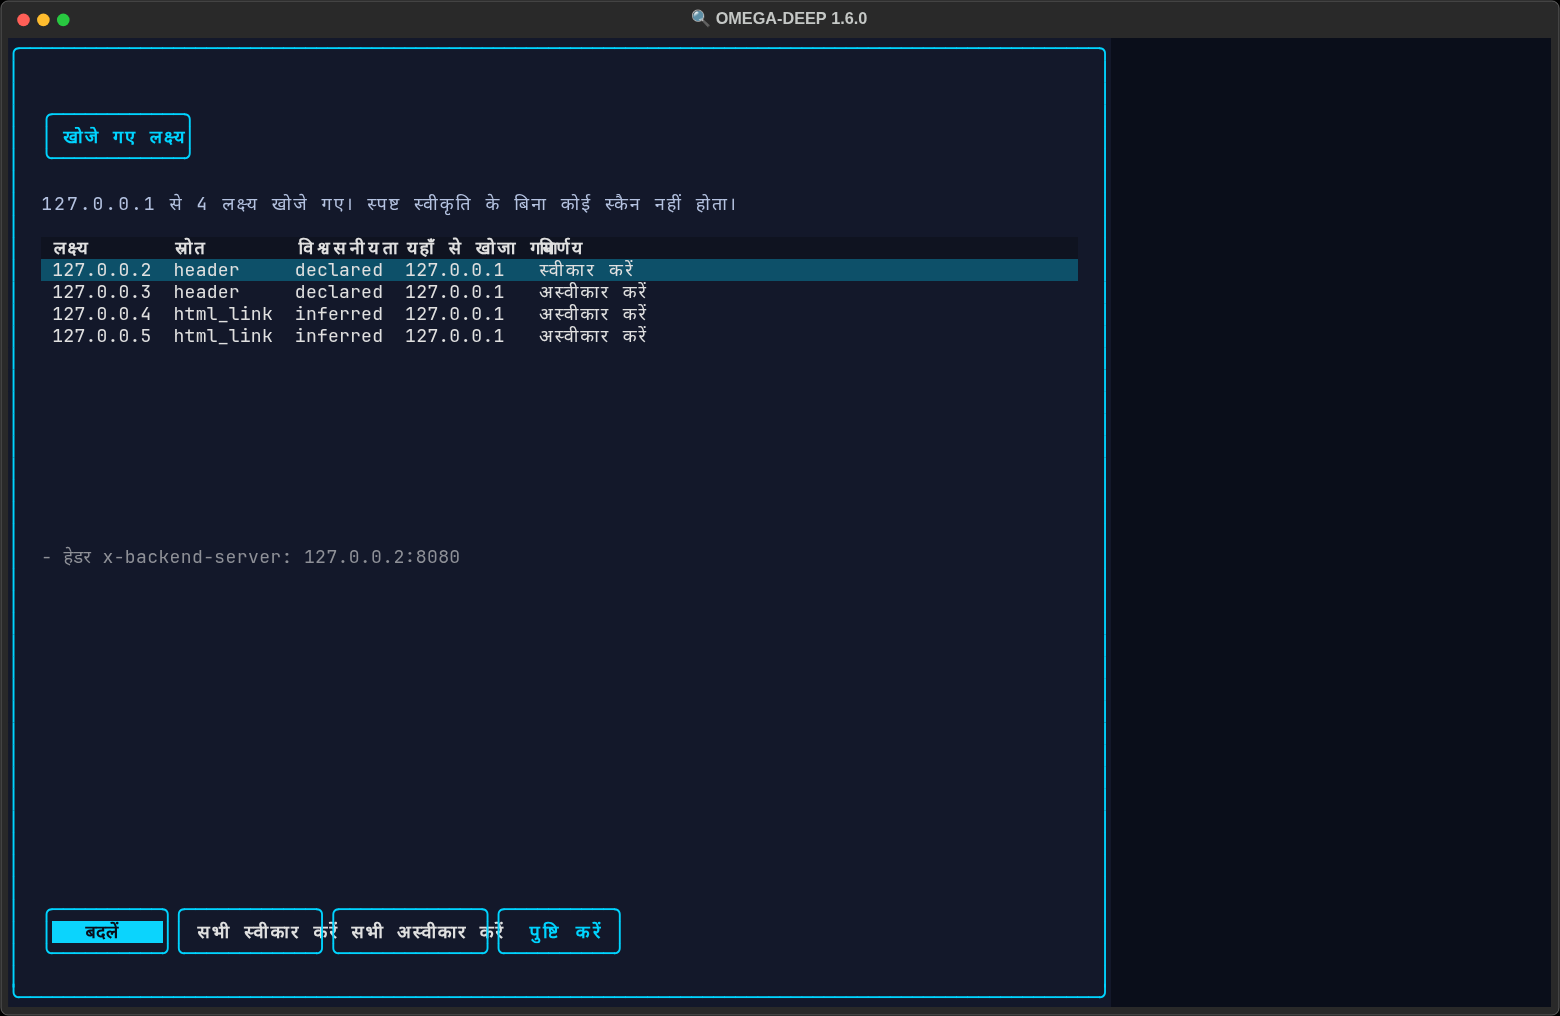 🔍 OMEGA-DEEP 1.6.0
खोजे गए लक्ष्य
127.0.0.1 से 4 लक्ष्य खोजे गए। स्पष्ट स्वीकृति के बिना कोई स्कैन नहीं होता।
लक्ष्य स्रोत विश्वसनीयता यहाँ से खोजा गया निर्णय
127.0.0.2 header declared 127.0.0.1 स्वीकार करें
127.0.0.3 header declared 127.0.0.1 अस्वीकार करें
127.0.0.4 html_link inferred 127.0.0.1 अस्वीकार करें
127.0.0.5 html_link inferred 127.0.0.1 अस्वीकार करें
- हेडर x-backend-server: 127.0.0.2:8080
बदलें सभी स्वीकार करें सभी अस्वीकार करें पुष्टि करें